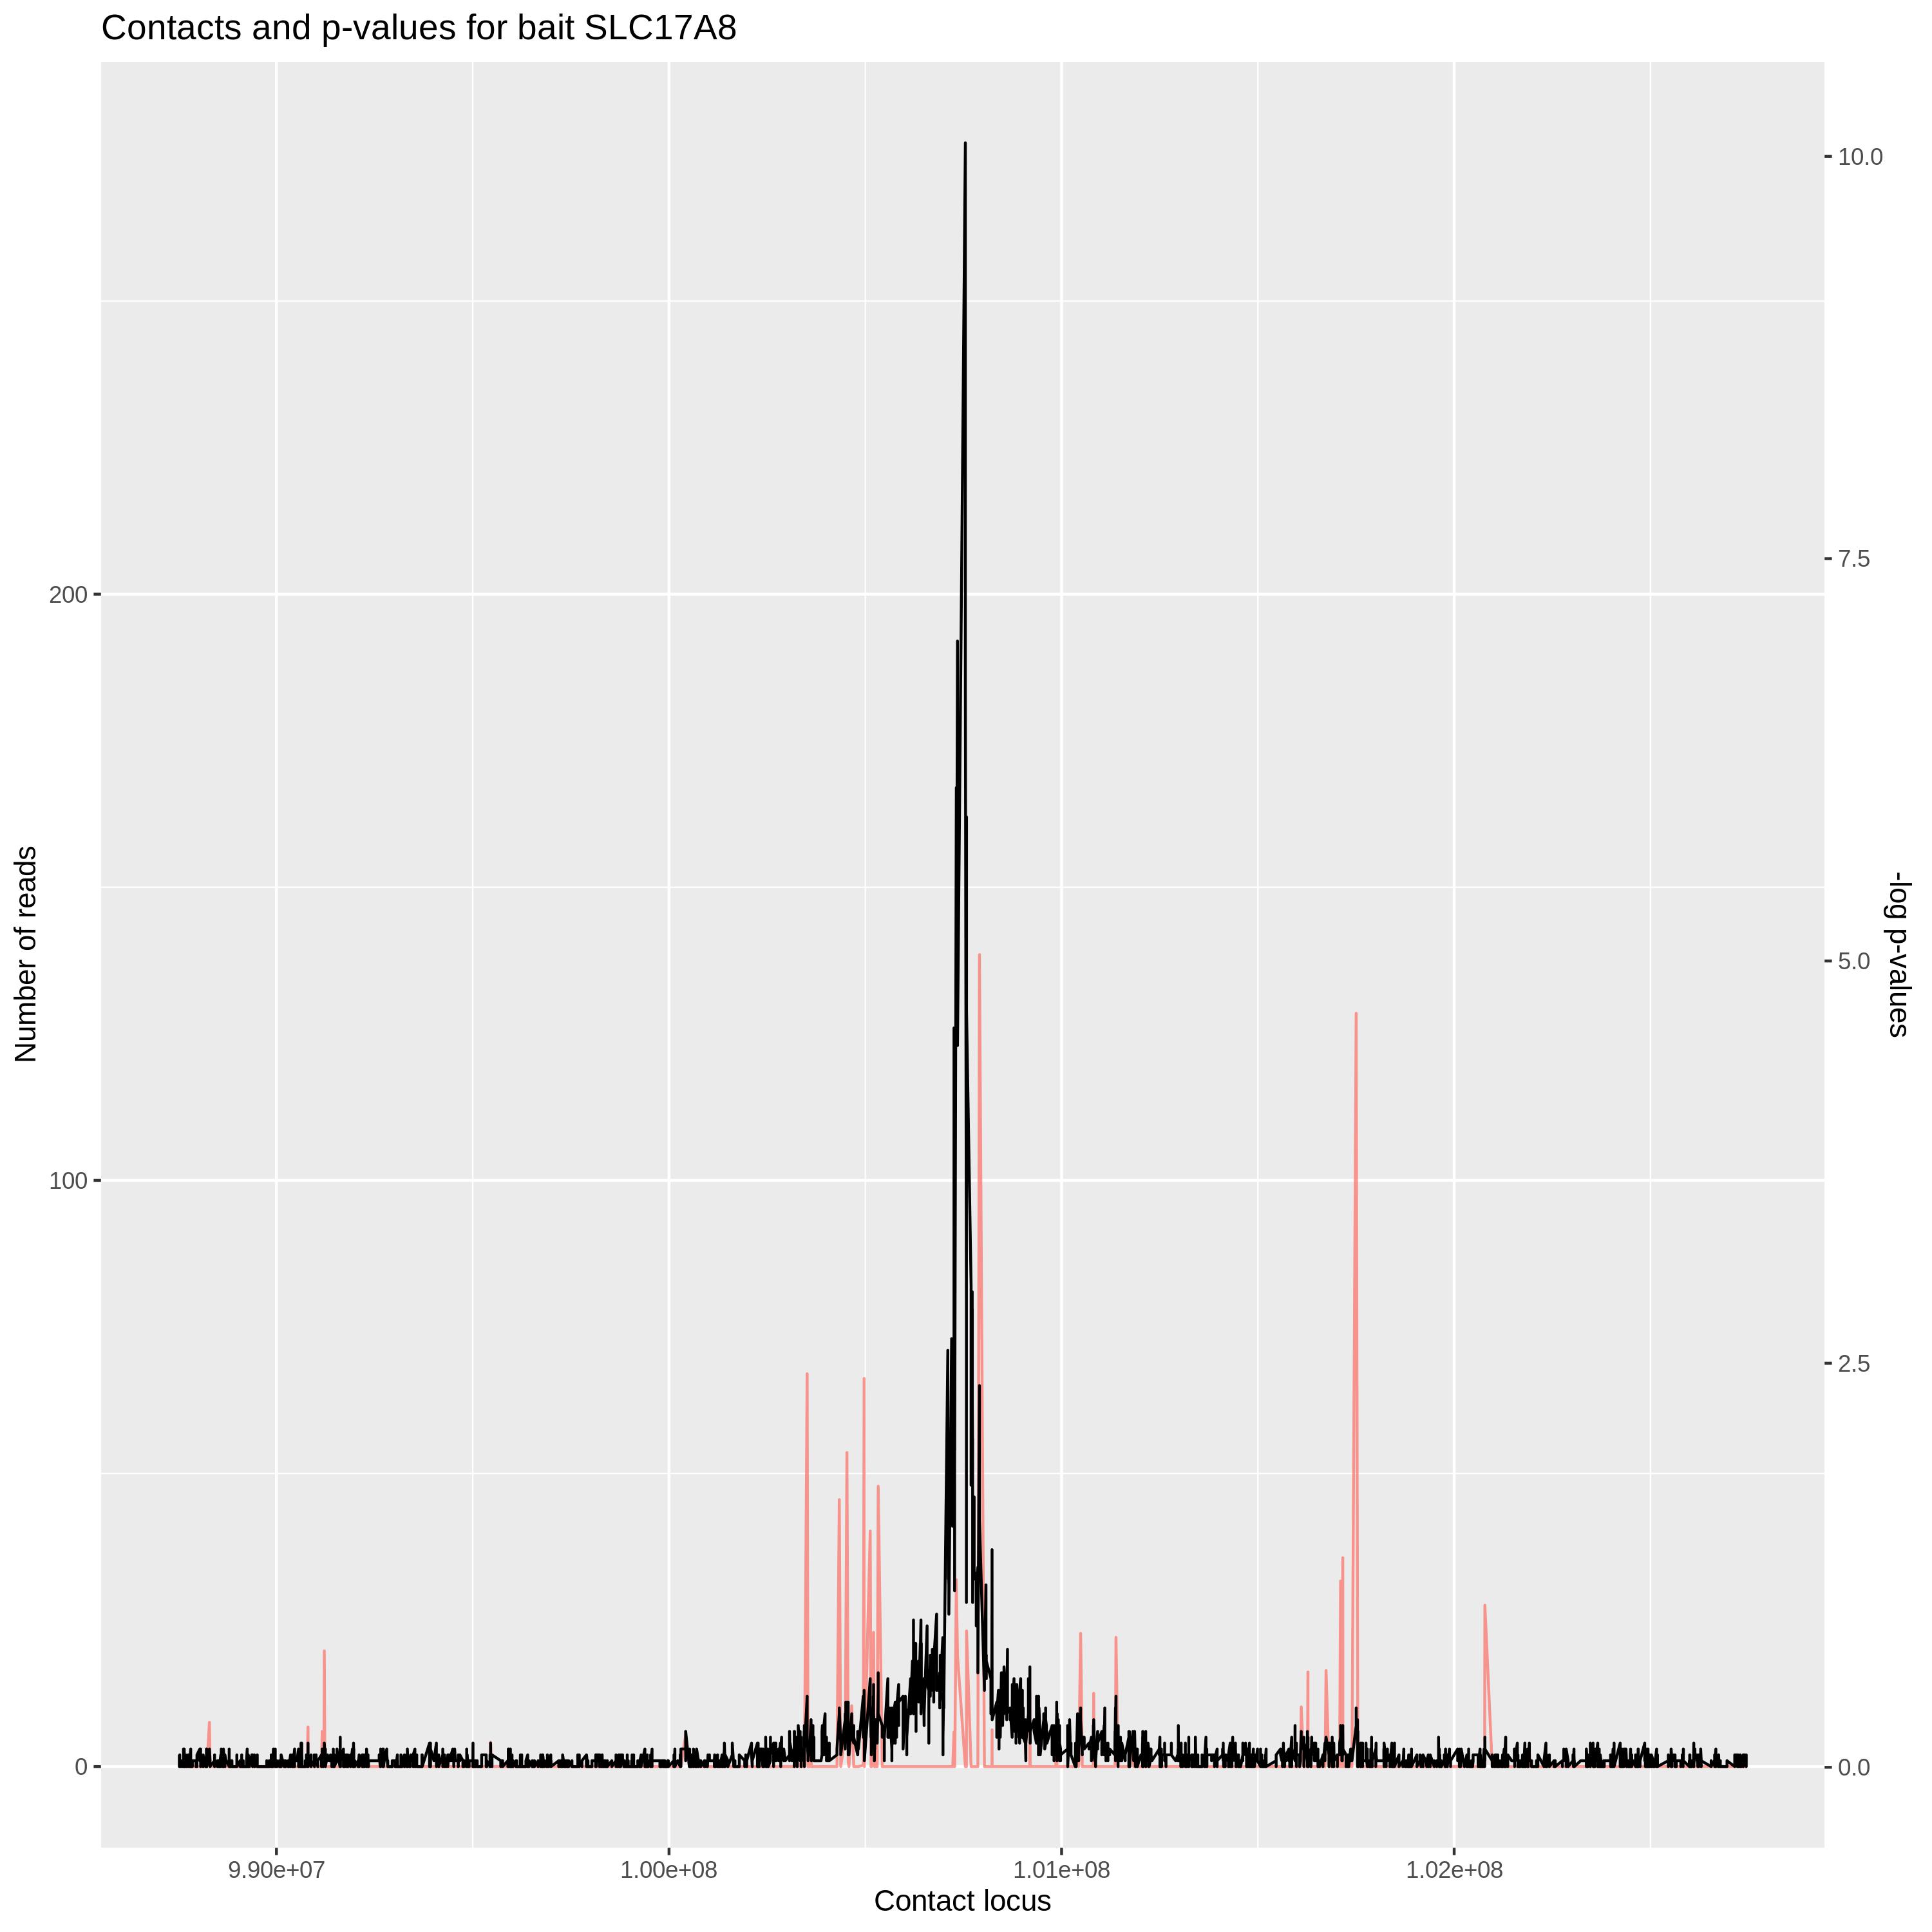 Contacts and p-values for bait SLC17A8
Number of reads
200
100
0
10.0
7.5
5.0
2.5
0.0
-log p-values
9.90e+07
1.00e+08
1.01e+08
1.02e+08
Contact locus